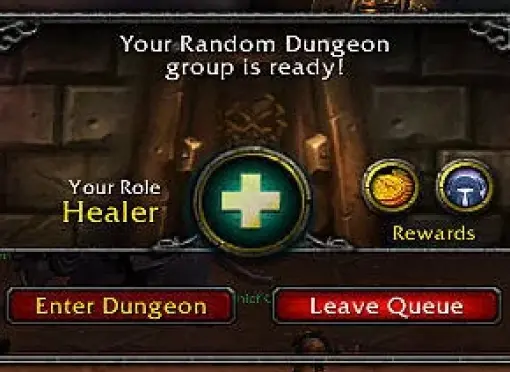 Your Random Dungeon
group is ready!
Your Role
Healer
Rewards
Enter Dungeon
Leave Queue